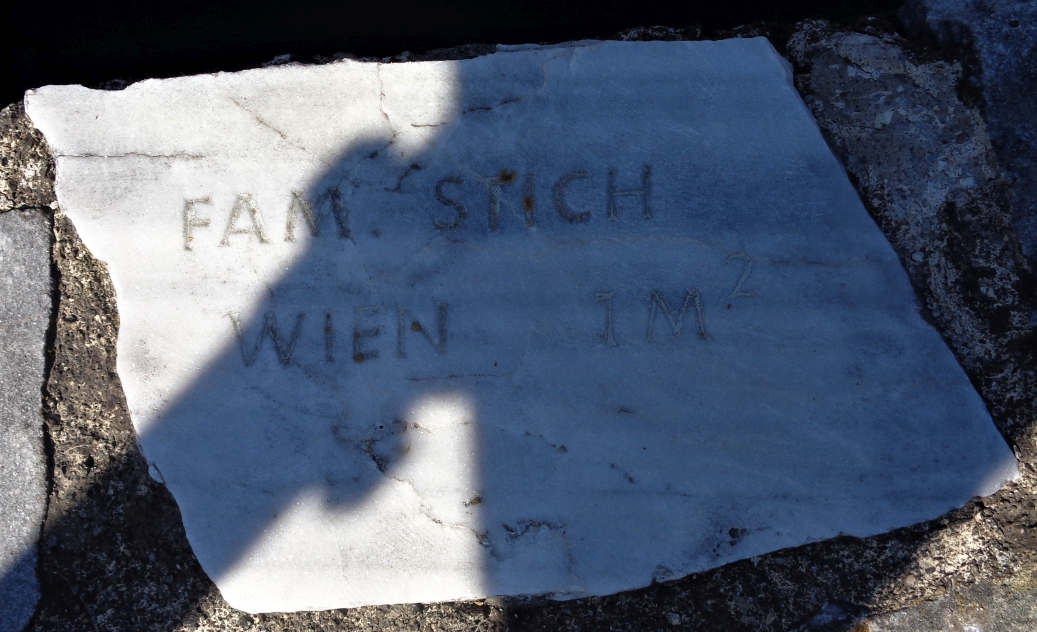 FAM. STICH
WIEN 1M²